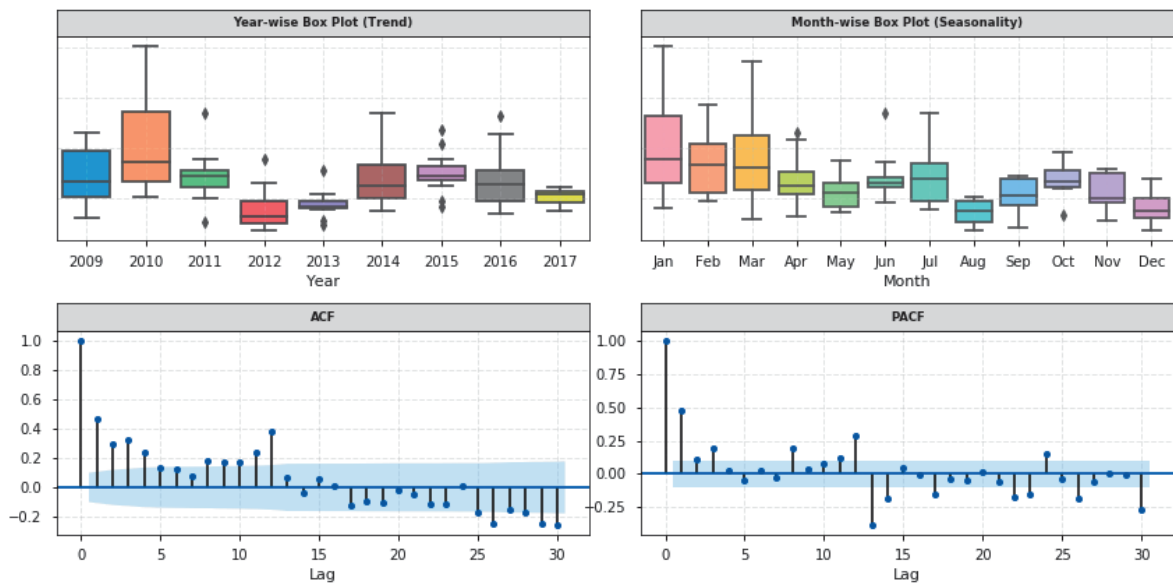 Year-wise Box Plot (Trend)
2009 2010 2011 2012 2013 2014 2015 2016 2017
Year
Month-wise Box Plot (Seasonality)
Jan Feb Mar Apr May Jun Jul Aug Sep Oct Nov Dec
Month
ACF
1.0
0.8
0.6
0.4
0.2
0.0
−0.2
0 5 10 15 20 25 30
Lag
PACF
1.00
0.75
0.50
0.25
0.00
−0.25
0 5 10 15 20 25 30
Lag